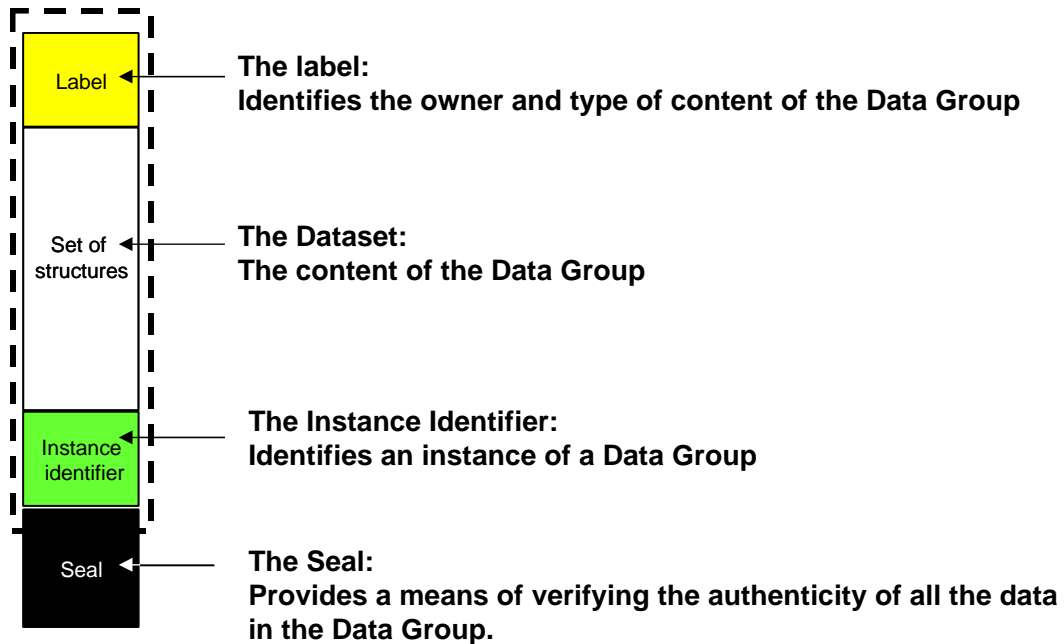 Label
The label:
Identifies the owner and type of content of the Data Group
Set of
structures
The Dataset:
The content of the Data Group
Instance
identifier
The Instance Identifier:
Identifies an instance of a Data Group
Seal
The Seal:
Provides a means of verifying the authenticity of all the data
in the Data Group.